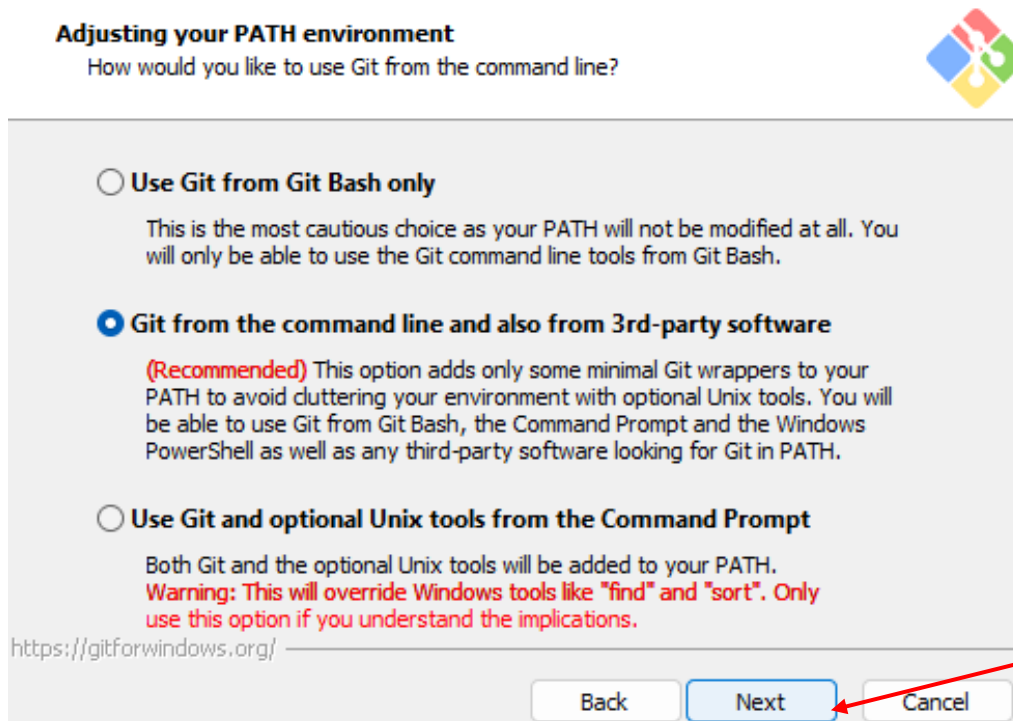 Adjusting your PATH environment
How would you like to use Git from the command line?
Use Git from Git Bash only
This is the most cautious choice as your PATH will not be modified at all. You
will only be able to use the Git command line tools from Git Bash.
Git from the command line and also from 3rd-party software
(Recommended) This option adds only some minimal Git wrappers to your
PATH to avoid cluttering your environment with optional Unix tools. You will
be able to use Git from Git Bash, the Command Prompt and the Windows
PowerShell as well as any third-party software looking for Git in PATH.
Use Git and optional Unix tools from the Command Prompt
Both Git and the optional Unix tools will be added to your PATH.
Warning: This will override Windows tools like "find" and "sort". Only
use this option if you understand the implications.
https://gitforwindows.org/
Back Next Cancel